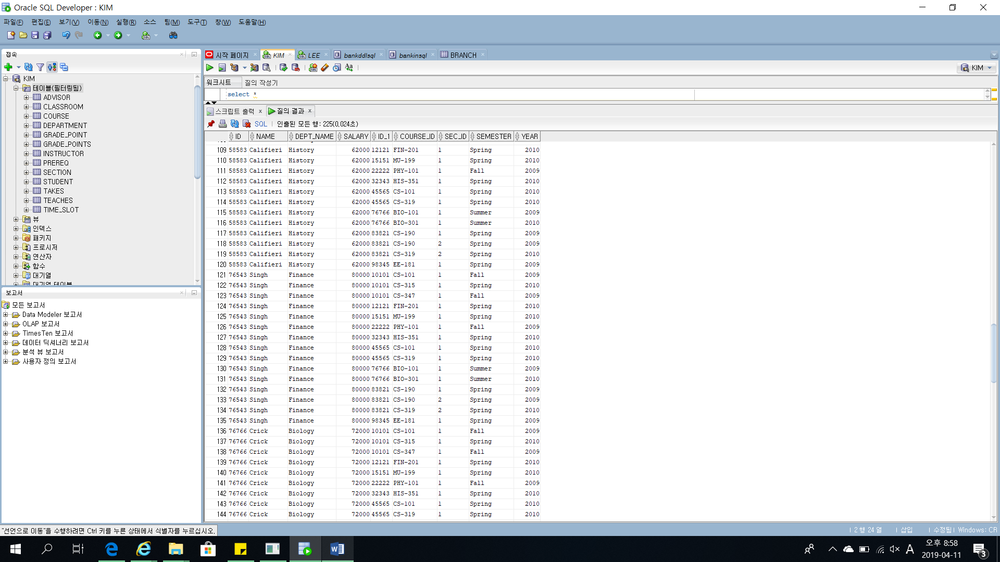 Oracle SQL Developer : KIM
파일(F) 편집(E) 보기(V) 이동(N) 실행(R) 소스 팀(M) 도구(T) 창(W) 도움말(H)
접속
KIM
테이블(필터링됨)
ADVISOR
CLASSROOM
COURSE
DEPARTMENT
GRADE_POINT
GRADE_POINTS
INSTRUCTOR
PREREQ
SECTION
STUDENT
TAKES
TEACHES
TIME_SLOT
뷰
인덱스
패키지
프로시저
연산자
함수
대기열
대기열 테이블
보고서
모든 보고서
Data Modeler 보고서
OLAP 보고서
TimesTen 보고서
데이터 딕셔너리 보고서
분석 뷰 보고서
사용자 정의 보고서
시작 페이지 KIM LEE bankddlsql bankinsql BRANCH
KIM
워크시트 질의 작성기
select *
스크립트 출력 질의 결과
SQL 인출된 모든 행: 225(0,024초)
ID NAME DEPT_NAME SALARY ID_1 COURSE_ID SEC_ID SEMESTER YEAR
109 58583 Califieri History 62000 12121 FIN-201 1 Spring 2010
110 58583 Califieri History 62000 15151 MU-199 1 Spring 2010
111 58583 Califieri History 62000 22222 PHY-101 1 Fall 2009
112 58583 Califieri History 62000 32343 HIS-351 1 Spring 2010
113 58583 Califieri History 62000 45565 CS-101 1 Spring 2010
114 58583 Califieri History 62000 45565 CS-319 1 Spring 2010
115 58583 Califieri History 62000 76766 BIO-101 1 Summer 2009
116 58583 Califieri History 62000 76766 BIO-301 1 Summer 2010
117 58583 Califieri History 62000 83821 CS-190 1 Spring 2009
118 58583 Califieri History 62000 83821 CS-190 2 Spring 2009
119 58583 Califieri History 62000 83821 CS-319 2 Spring 2010
120 58583 Califieri History 62000 98345 EE-181 1 Spring 2009
121 76543 Singh Finance 80000 10101 CS-101 1 Fall 2009
122 76543 Singh Finance 80000 10101 CS-315 1 Spring 2010
123 76543 Singh Finance 80000 10101 CS-347 1 Fall 2009
124 76543 Singh Finance 80000 12121 FIN-201 1 Spring 2010
125 76543 Singh Finance 80000 15151 MU-199 1 Spring 2010
126 76543 Singh Finance 80000 22222 PHY-101 1 Fall 2009
127 76543 Singh Finance 80000 32343 HIS-351 1 Spring 2010
128 76543 Singh Finance 80000 45565 CS-101 1 Spring 2010
129 76543 Singh Finance 80000 45565 CS-319 1 Spring 2010
130 76543 Singh Finance 80000 76766 BIO-101 1 Summer 2009
131 76543 Singh Finance 80000 76766 BIO-301 1 Summer 2010
132 76543 Singh Finance 80000 83821 CS-190 1 Spring 2009
133 76543 Singh Finance 80000 83821 CS-190 2 Spring 2009
134 76543 Singh Finance 80000 83821 CS-319 2 Spring 2010
135 76543 Singh Finance 80000 98345 EE-181 1 Spring 2009
136 76766 Crick Biology 72000 10101 CS-101 1 Fall 2009
137 76766 Crick Biology 72000 10101 CS-315 1 Spring 2010
138 76766 Crick Biology 72000 10101 CS-347 1 Fall 2009
139 76766 Crick Biology 72000 12121 FIN-201 1 Spring 2010
140 76766 Crick Biology 72000 15151 MU-199 1 Spring 2010
141 76766 Crick Biology 72000 22222 PHY-101 1 Fall 2009
142 76766 Crick Biology 72000 32343 HIS-351 1 Spring 2010
143 76766 Crick Biology 72000 45565 CS-101 1 Spring 2010
144 76766 Crick Biology 72000 45565 CS-319 1 Spring 2010
"선언으로 이동"을 수행하려면 Ctrl 키를 누른 상태에서 식별자를 누르십시오.
2 행 24 열 삽입 수정됨 Windows: CR
A 오후 8:58
2019-04-11
3